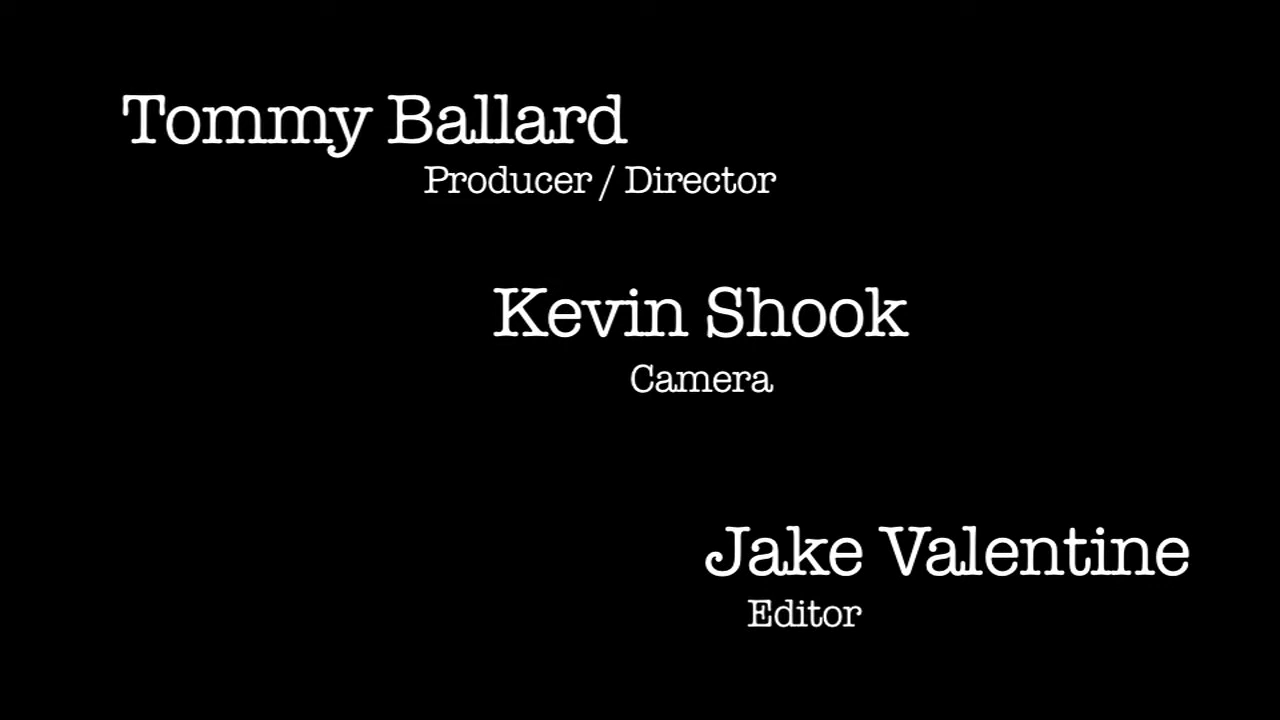 Tommy Ballard
Producer / Director
Kevin Shook
Camera
Jake Valentine
Editor